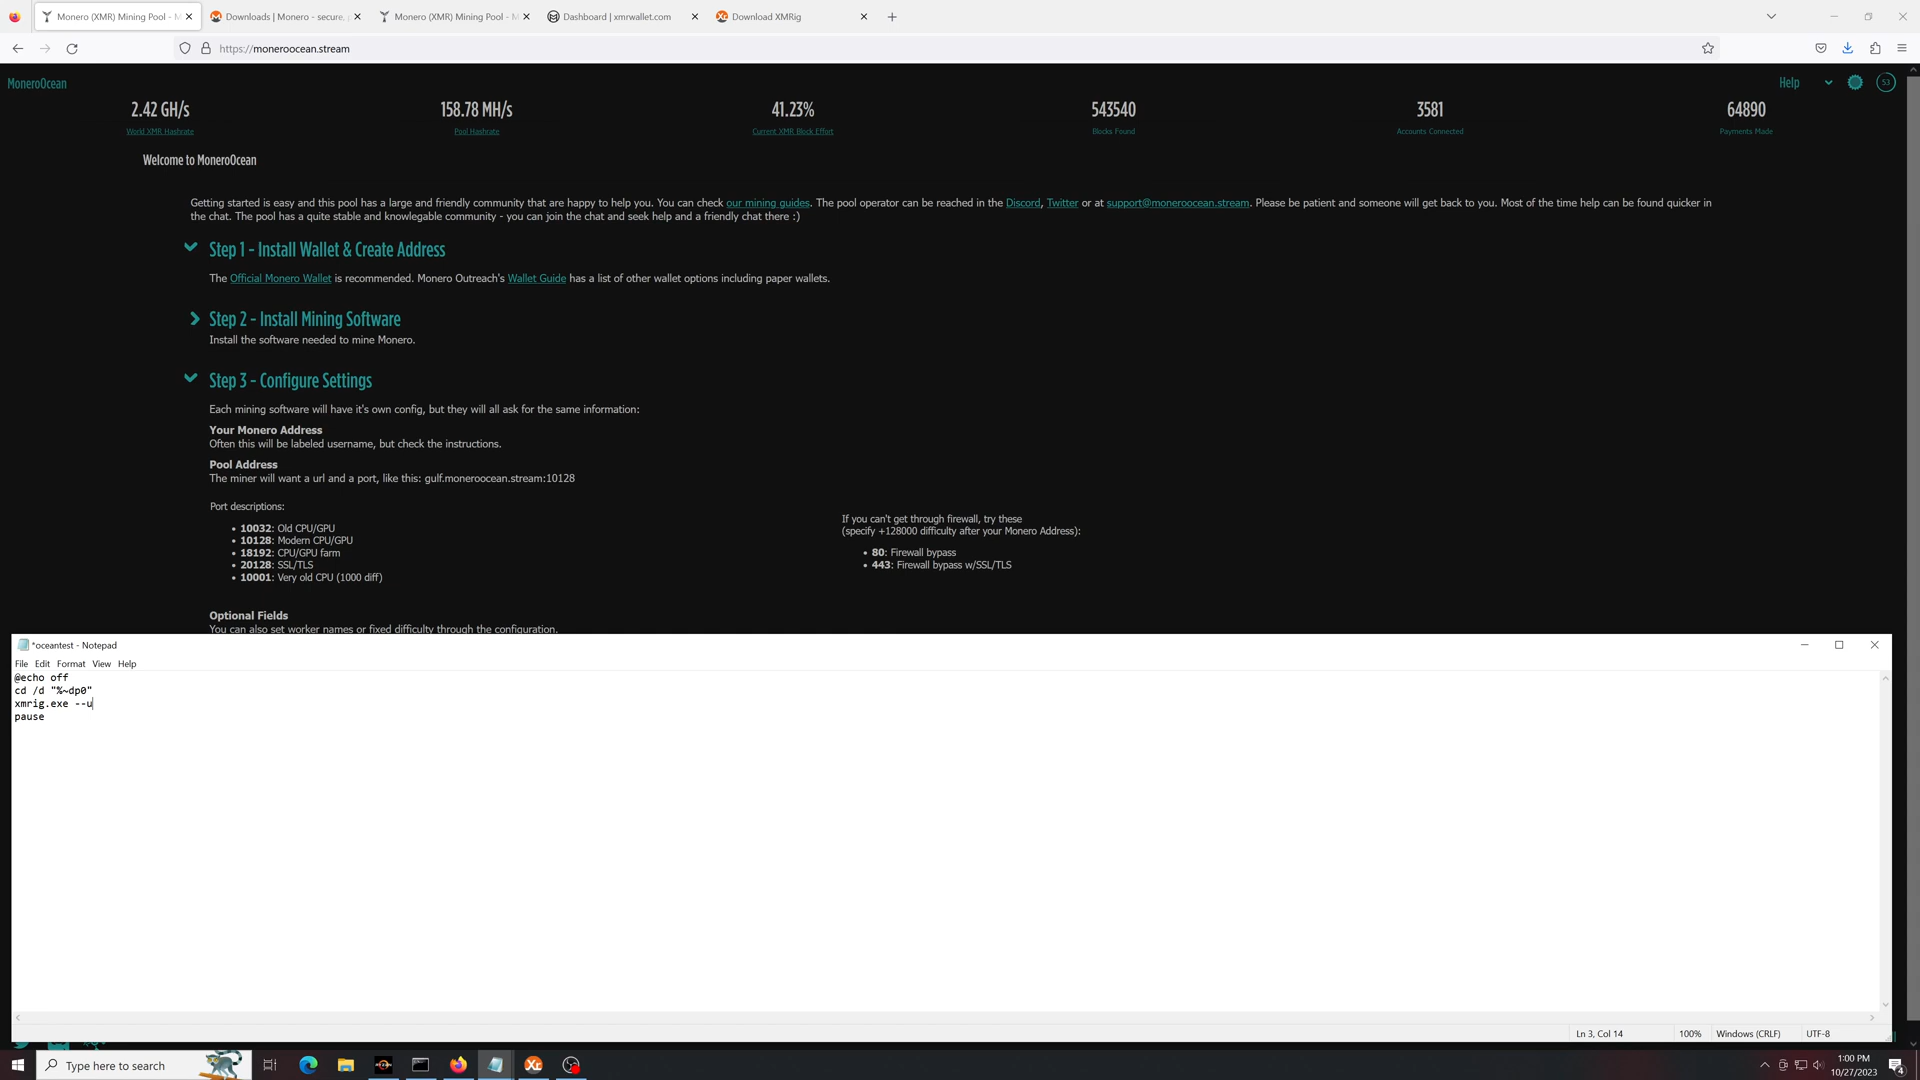 Monero (XMR) Mining Pool - M
Downloads | Monero - secure, p
Monero (XMR) Mining Pool - M
Dashboard | xmrwallet.com
Download XMRig
https://moneroocean.stream
MoneroOcean
Help
53
2.42 GH/s
158.78 MH/s
41.23%
543540
3581
64890
World XMR Hashrate
Pool Hashrate
Current XMR Block Effort
Blocks Found
Accounts Connected
Payments Made
Welcome to MoneroOcean
Getting started is easy and this pool has a large and friendly community that are happy to help you. You can check our mining guides. The pool operator can be reached in the Discord, Twitter or at support@moneroocean.stream. Please be patient and someone will get back to you. Most of the time help can be found quicker in
the chat. The pool has a quite stable and knowlegable community - you can join the chat and seek help and a friendly chat there :)
Step 1 - Install Wallet & Create Address
The Official Monero Wallet is recommended. Monero Outreach's Wallet Guide has a list of other wallet options including paper wallets.
Step 2 - Install Mining Software
Install the software needed to mine Monero.
Step 3 - Configure Settings
Each mining software will have it's own config, but they will all ask for the same information:
Your Monero Address
Often this will be labeled username, but check the instructions.
Pool Address
The miner will want a url and a port, like this: gulf.moneroocean.stream:10128
Port descriptions:
10032: Old CPU/GPU
10128: Modern CPU/GPU
18192: CPU/GPU farm
20128: SSL/TLS
10001: Very old CPU (1000 diff)
If you can't get through firewall, try these
(specify +128000 difficulty after your Monero Address):
80: Firewall bypass
443: Firewall bypass w/SSL/TLS
Optional Fields
You can also set worker names or fixed difficulty through the configuration.
*oceantest - Notepad
File Edit Format View Help
@echo off
cd /d "%~dp0"
xmrig.exe --u
pause
Ln 3, Col 14
100%
Windows (CRLF)
UTF-8
Type here to search
1:00 PM
10/27/2023
4